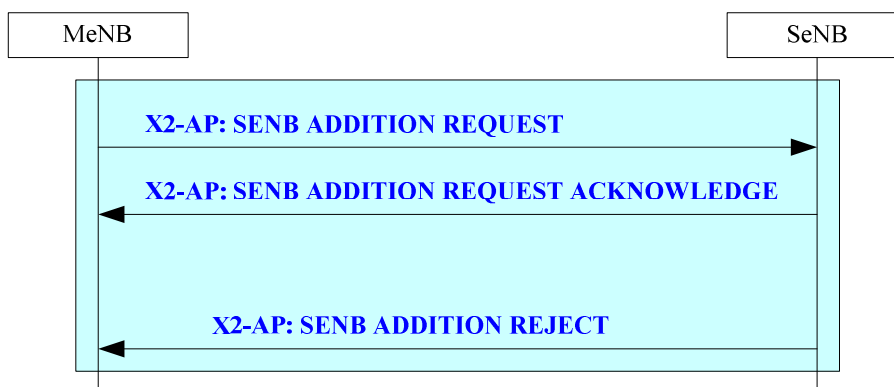 MeNB
SeNB
X2-AP: SENB ADDITION REQUEST
X2-AP: SENB ADDITION REQUEST ACKNOWLEDGE
X2-AP: SENB ADDITION REJECT